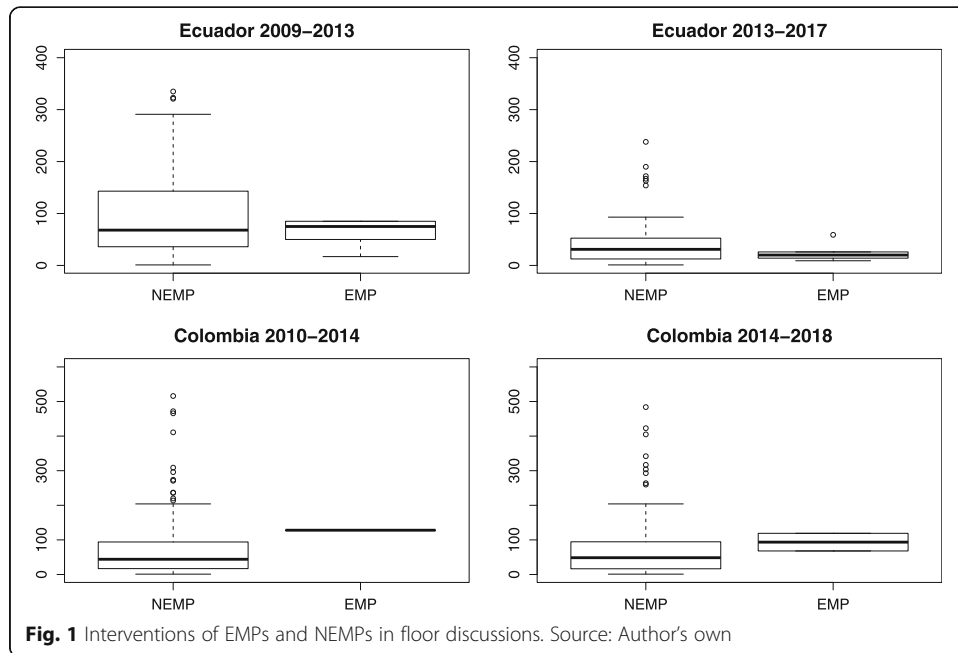 Ecuador 2009–2013
400
300
200
100
0
NEMP EMP
Ecuador 2013–2017
400
300
200
100
0
NEMP EMP
Colombia 2010–2014
500
300
100
0
NEMP EMP
Colombia 2014–2018
500
300
100
0
NEMP EMP
Fig. 1 Interventions of EMPs and NEMPs in floor discussions. Source: Author's own